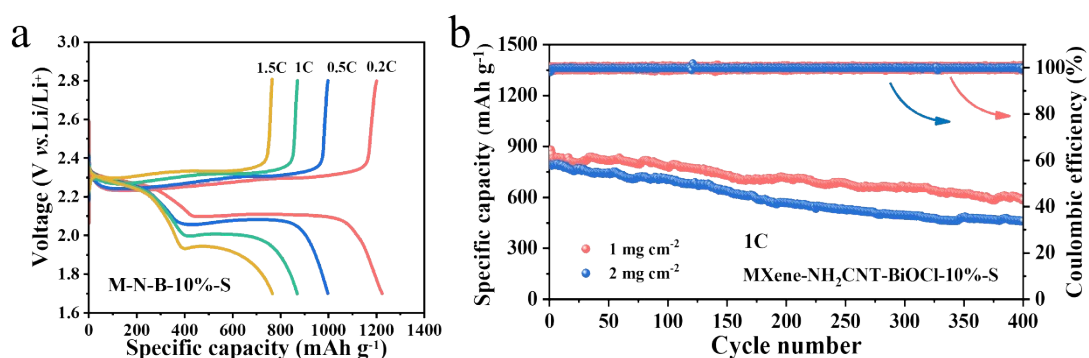 a
3.0
2.8
2.6
2.4
2.2
2.0
1.8
1.6
Voltage (V vs.Li/Li⁺)
1.5C 1C 0.5C 0.2C
M-N-B-10%-S
0 200 400 600 800 1000 1200 1400
Specific capacity (mAh g⁻¹)
b
1500
1350
900
750
600
450
300
Specific capacity (mAh g⁻¹)
100
80
60
40
20
0
Coulombic efficiency (%)
1C
1 mg cm⁻²
2 mg cm⁻²
MXene-NH₂CNT-BiOCl-10%-S
0 50 100 150 200 250 300 350 400
Cycle number